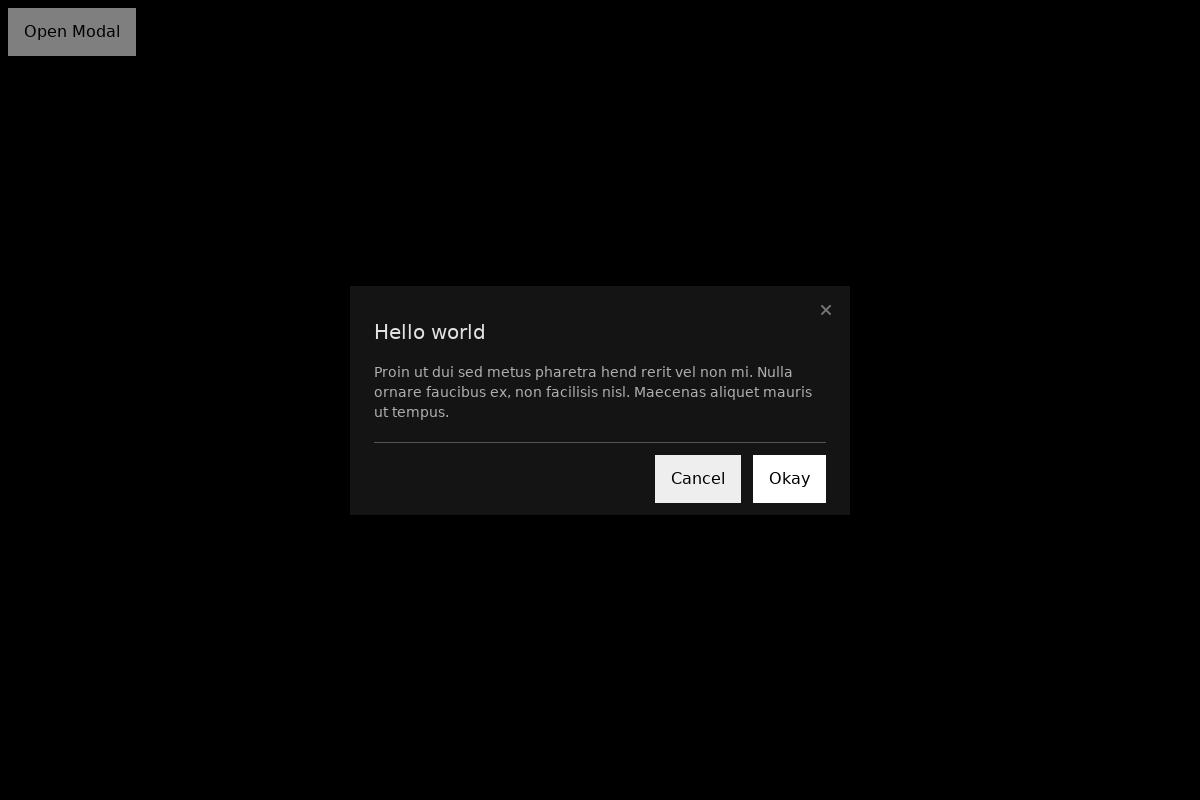 Open Modal
Hello world
Proin ut dui sed metus pharetra hend rerit vel non mi. Nulla
ornare faucibus ex, non facilisis nisl. Maecenas aliquet mauris
ut tempus.
Cancel Okay